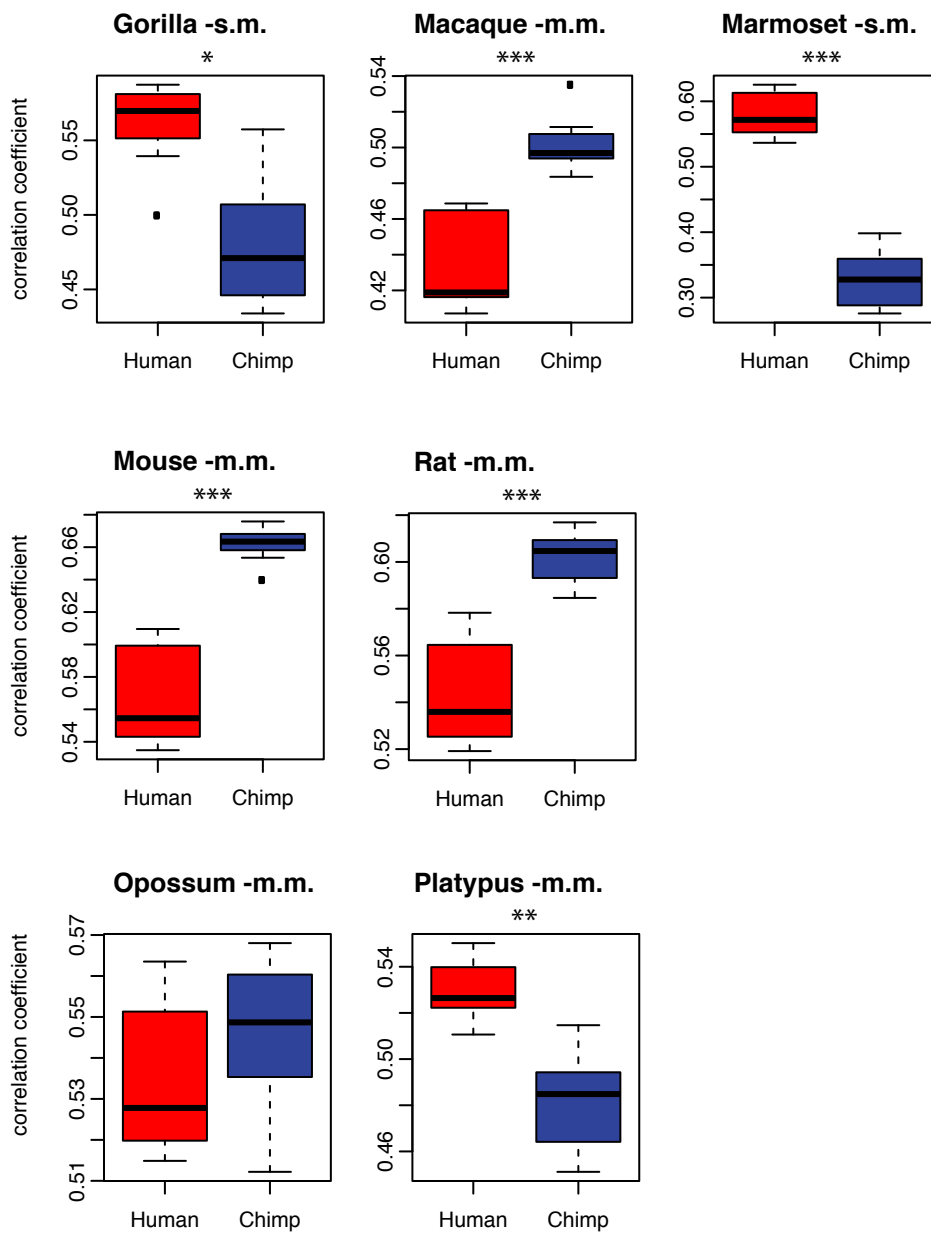 Gorilla -s.m.
Macaque -m.m.
Marmoset -s.m.
*
***
***
correlation coefficient
0.55
0.50
0.45
0.54
0.50
0.46
0.42
0.60
0.50
0.40
0.30
Human
Chimp
Human
Chimp
Human
Chimp
Mouse -m.m.
Rat -m.m.
***
***
correlation coefficient
0.66
0.62
0.58
0.54
0.60
0.56
0.52
Human
Chimp
Human
Chimp
Opossum -m.m.
Platypus -m.m.
**
correlation coefficient
0.57
0.55
0.53
0.51
0.54
0.50
0.46
Human
Chimp
Human
Chimp